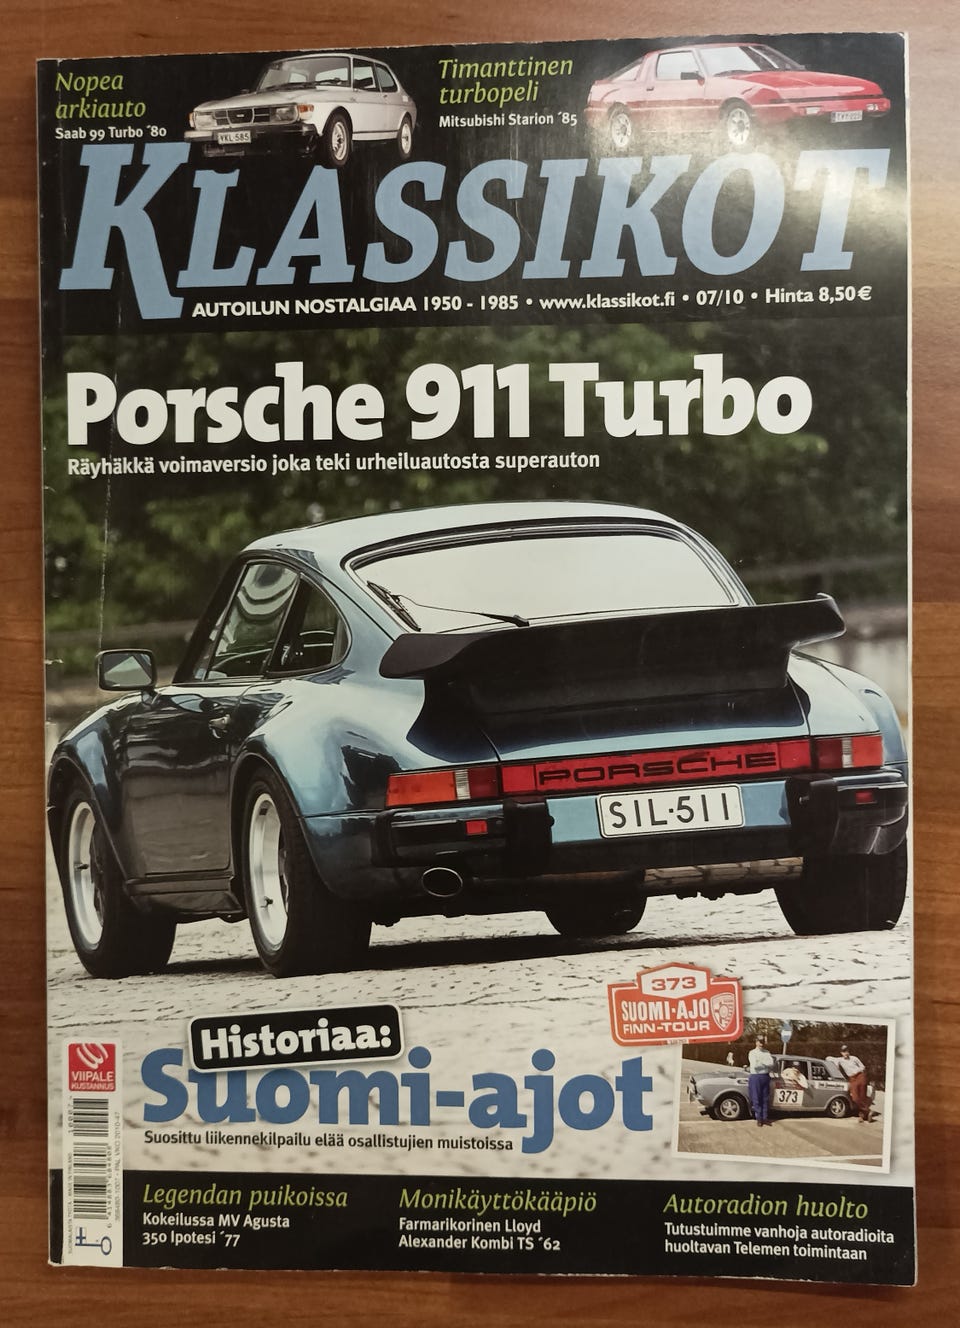 Nopea
arkiauto
Saab 99 Turbo ´80
YKL-585
Timanttinen
turbopeli
Mitsubishi Starion ´85
KLASSIKOT
AUTOILUN NOSTALGIAA 1950 - 1985 • www.klassikot.fi • 07/10 • Hinta 8,50€
Porsche 911 Turbo
Räyhäkkä voimaversio joka teki urheiluautosta superauton
PORSCHE
SIL-511
373
SUOMI-AJO
FINN-TOUR
Historiaa:
Suomi-ajot
Suosittu liikennekilpailu elää osallistujien muistoissa
373
VIIPALE
KUSTANNUS
Legendan puikoissa
Kokeilussa MV Agusta
350 Ipotesi ´77
Monikäyttökääpiö
Farmarikorinen Lloyd
Alexander Kombi TS ´62
Autoradion huolto
Tutustuimme vanhoja autoradioita
huoltavan Telemen toimintaan